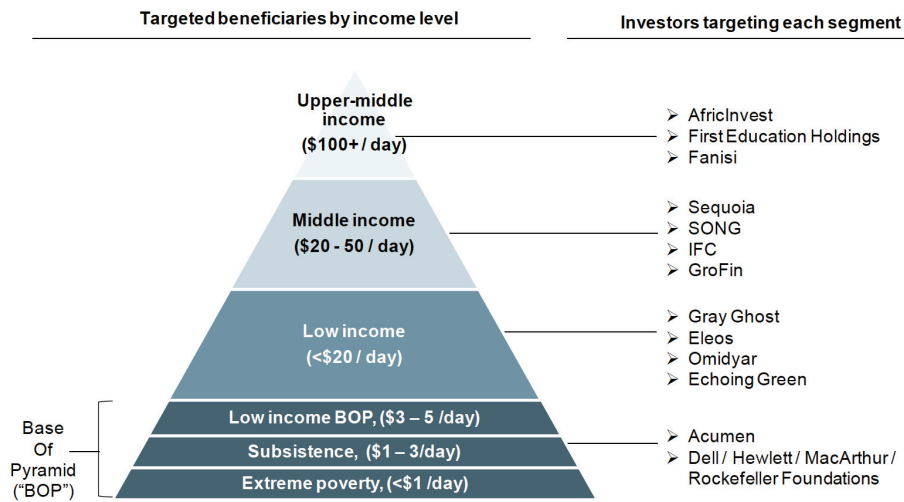 Targeted beneficiaries by income level
Investors targeting each segment
Upper-middle
income
($100+ / day)
➢ AfricInvest
➢ First Education Holdings
➢ Fanisi
Middle income
($20 - 50 / day)
➢ Sequoia
➢ SONG
➢ IFC
➢ GroFin
Low income
(<$20 / day)
➢ Gray Ghost
➢ Eleos
➢ Omidyar
➢ Echoing Green
Base
Of
Pyramid
("BOP")
Low income BOP, ($3 – 5 /day)
Subsistence, ($1 – 3/day)
Extreme poverty, (<$1 /day)
➢ Acumen
➢ Dell / Hewlett / MacArthur /
Rockefeller Foundations